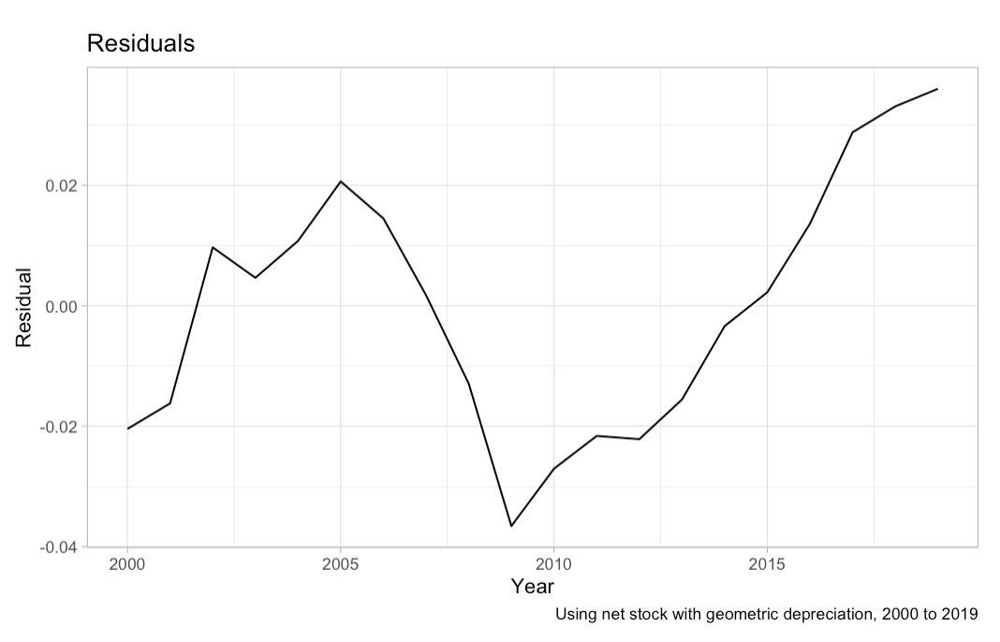 Residuals
Residual
0.02
0.00
-0.02
-0.04
2000 2005 2010 2015
Year
Using net stock with geometric depreciation, 2000 to 2019